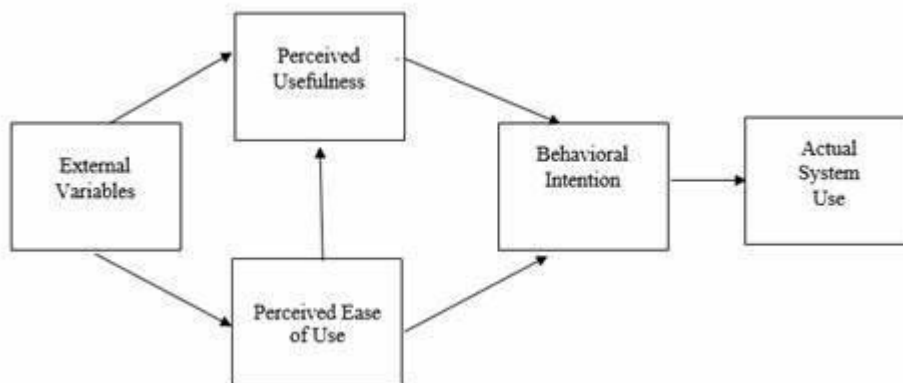 Perceived
Usefulness
External
Variables
Behavioral
Intention
Actual
System
Use
Perceived Ease
of Use